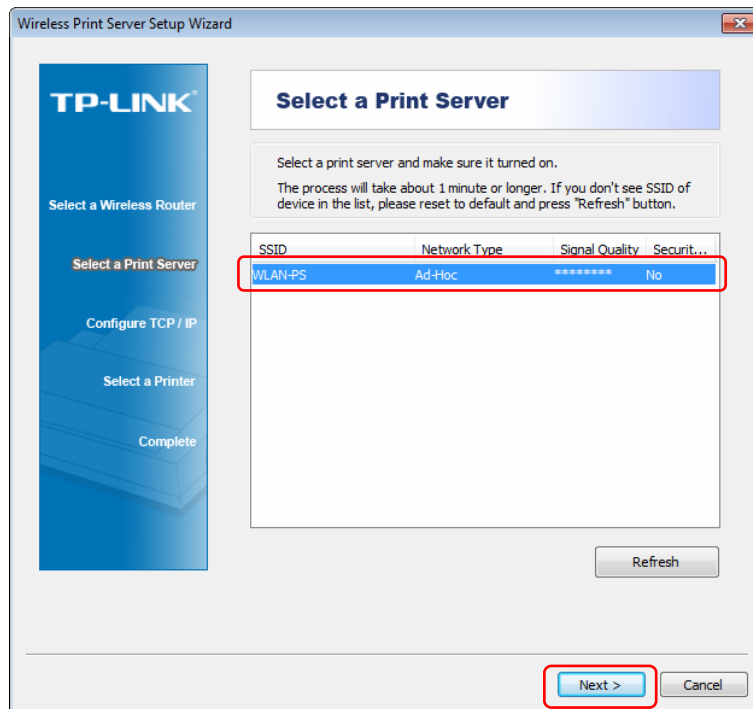 Wireless Print Server Setup Wizard
TP-LINK
Select a Wireless Router
Select a Print Server
Configure TCP / IP
Select a Printer
Complete
Select a Print Server
Select a print server and make sure it turned on.
The process will take about 1 minute or longer. If you don't see SSID of
device in the list, please reset to default and press "Refresh" button.
SSID Network Type Signal Quality Securit...
WLAN-PS Ad-Hoc ******** No
Refresh
Next > Cancel